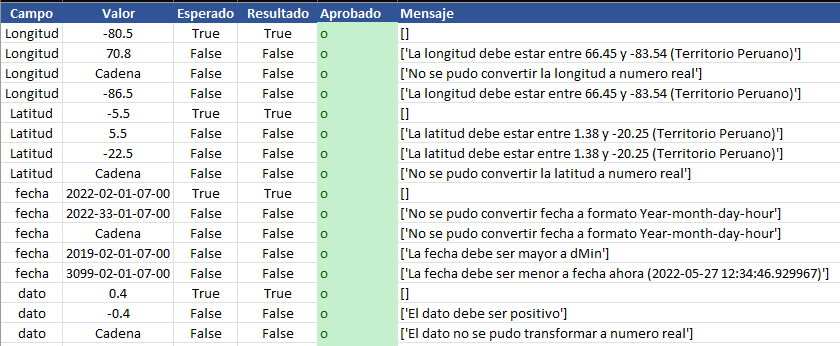 Campo Valor Esperado Resultado Aprobado Mensaje
Longitud -80.5 True True o []
Longitud 70.8 False False o ['La longitud debe estar entre 66.45 y -83.54 (Territorio Peruano)']
Longitud Cadena False False o ['No se pudo convertir la longitud a numero real']
Longitud -86.5 False False o ['La longitud debe estar entre 66.45 y -83.54 (Territorio Peruano)']
Latitud -5.5 True True o []
Latitud 5.5 False False o ['La latitud debe estar entre 1.38 y -20.25 (Territorio Peruano)']
Latitud -22.5 False False o ['La latitud debe estar entre 1.38 y -20.25 (Territorio Peruano)']
Latitud Cadena False False o ['No se pudo convertir la latitud a numero real']
fecha 2022-02-01-07-00 True True o []
fecha 2022-33-01-07-00 False False o ['No se pudo convertir fecha a formato Year-month-day-hour']
fecha Cadena False False o ['No se pudo convertir fecha a formato Year-month-day-hour']
fecha 2019-02-01-07-00 False False o ['La fecha debe ser mayor a dMin']
fecha 3099-02-01-07-00 False False o ['La fecha debe ser menor a fecha ahora (2022-05-27 12:34:46.929967)']
dato 0.4 True True o []
dato -0.4 False False o ['El dato debe ser positivo']
dato Cadena False False o ['El dato no se pudo transformar a numero real']